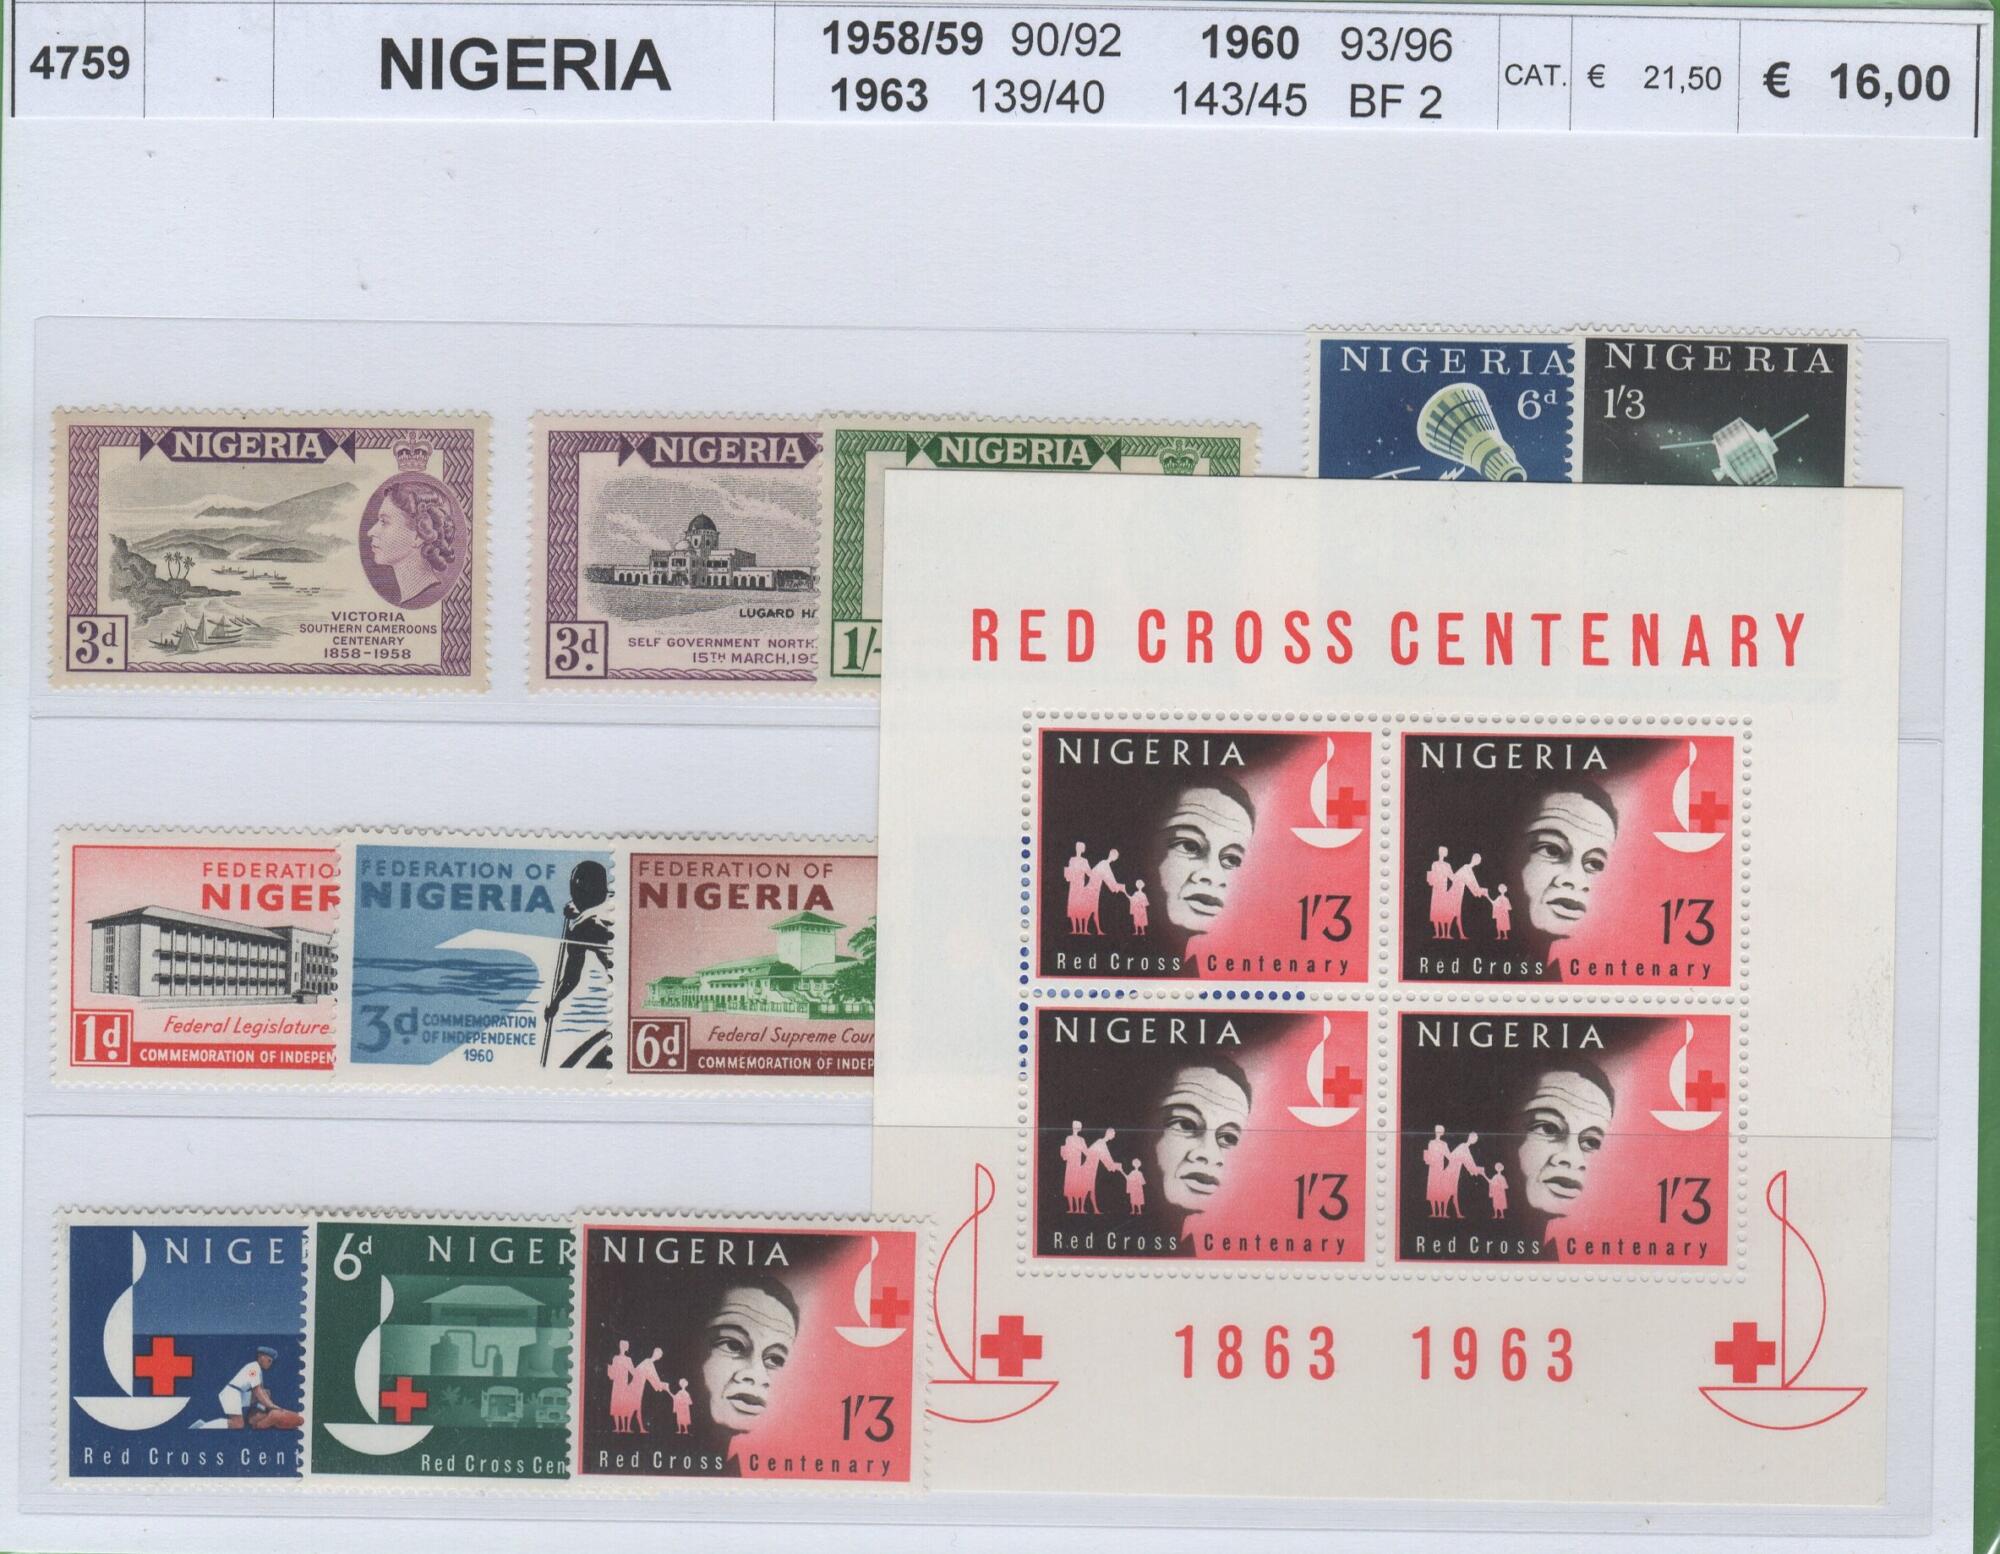 4759
NIGERIA
1958/59 90/92 1960 93/96
1963 139/40 143/45 BF 2
CAT. € 21,50
€ 16,00
NIGERIA
VICTORIA
SOUTHERN CAMEROONS
CENTENARY
1858-1958
3d.
NIGERIA
LUGARD H
SELF GOVERNMENT NORTH
15TH MARCH, 195
3d.
NIGERIA
1/-
NIGERIA
6d
NIGERIA
1'3
FEDERATIO
NIGER
Federal Legislature
1d.
COMMEMORATION OF INDEPEN
FEDERATION OF
NIGERIA
3d COMMEMORATION
OF INDEPENDENCE
1960
FEDERATION OF
NIGERIA
Federal Supreme Cour
6d.
COMMEMORATION OF INDEP
RED CROSS CENTENARY
NIGERIA
1'3
Red Cross Centenary
NIGERIA
1'3
Red Cross Centenary
NIGERIA
1'3
Red Cross Centenary
NIGERIA
1'3
Red Cross Centenary
1863 1963
NIGE
Red Cross Cent
6d NIGER
Red Cross Cen
NIGERIA
1'3
Red Cross Centenary